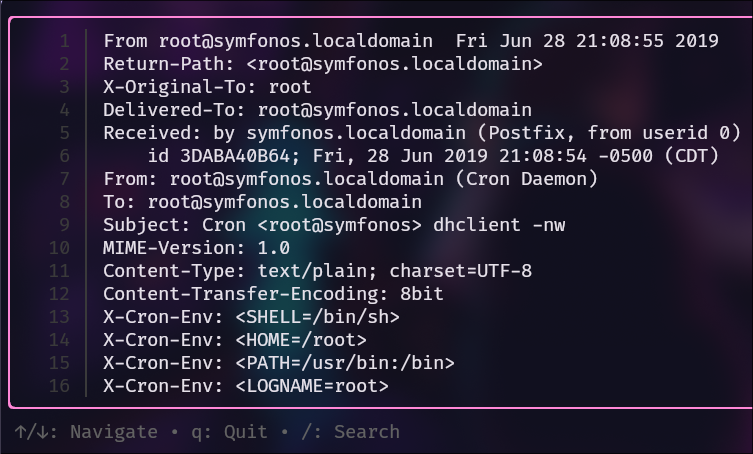 1 From root@symfonos.localdomain  Fri Jun 28 21:08:55 2019
2 Return-Path: <root@symfonos.localdomain>
3 X-Original-To: root
4 Delivered-To: root@symfonos.localdomain
5 Received: by symfonos.localdomain (Postfix, from userid 0)
6     id 3DABA40B64; Fri, 28 Jun 2019 21:08:54 -0500 (CDT)
7 From: root@symfonos.localdomain (Cron Daemon)
8 To: root@symfonos.localdomain
9 Subject: Cron <root@symfonos> dhclient -nw
10 MIME-Version: 1.0
11 Content-Type: text/plain; charset=UTF-8
12 Content-Transfer-Encoding: 8bit
13 X-Cron-Env: <SHELL=/bin/sh>
14 X-Cron-Env: <HOME=/root>
15 X-Cron-Env: <PATH=/usr/bin:/bin>
16 X-Cron-Env: <LOGNAME=root>
↑/↓: Navigate • q: Quit • /: Search